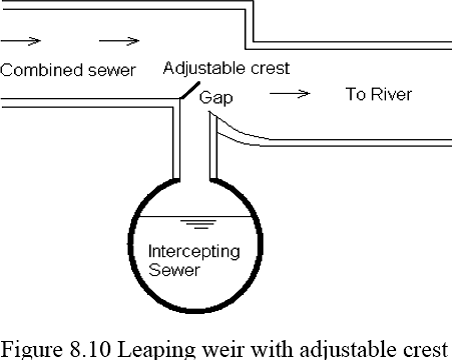 Combined sewer
Adjustable crest
Gap
To River
Intercepting
Sewer
Figure 8.10 Leaping weir with adjustable crest